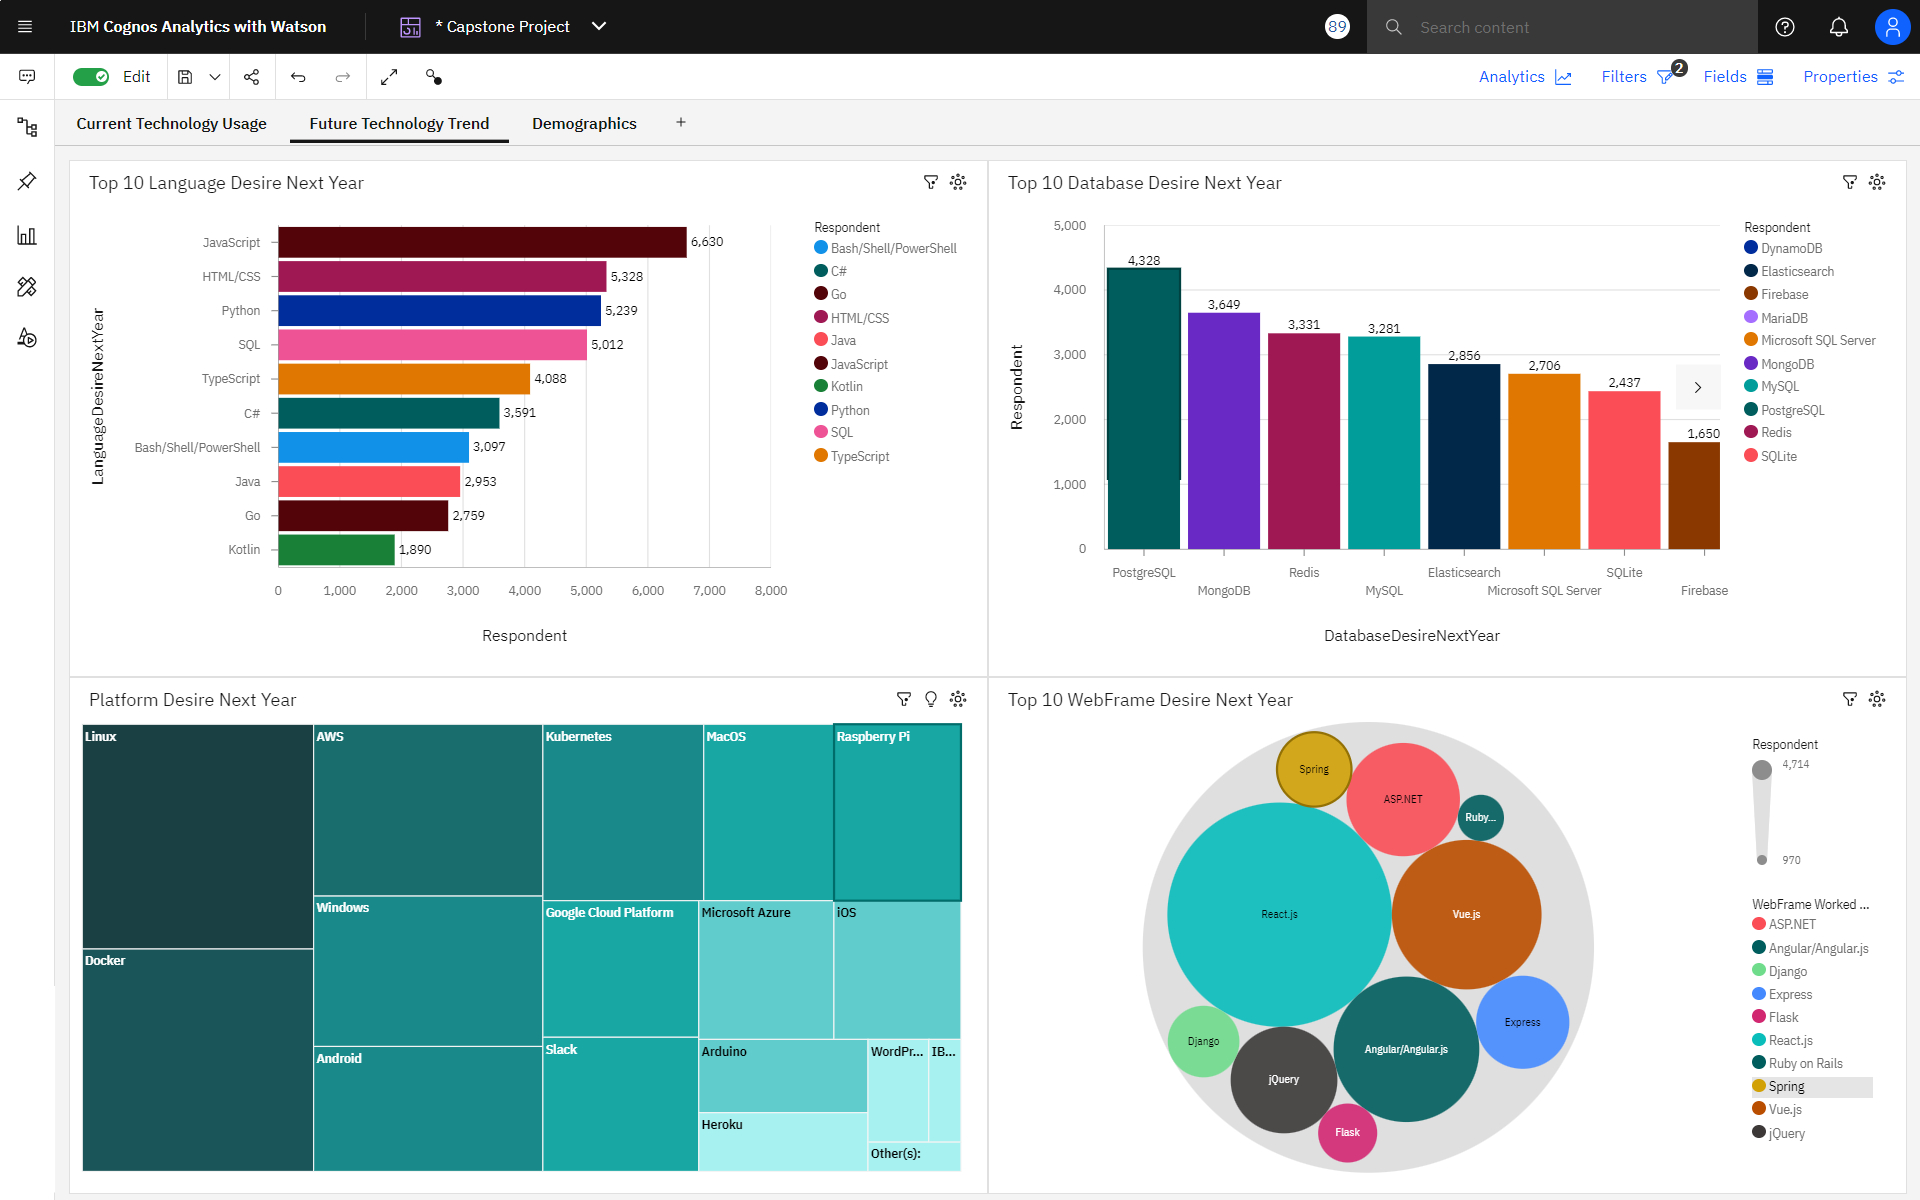 IBM Cognos Analytics with Watson
* Capstone Project
89
Search content
Edit
Analytics
Filters
2
Fields
Properties
Current Technology Usage
Future Technology Trend
Demographics
+
Top 10 Language Desire Next Year
LanguageDesireNextYear
JavaScript
6,630
HTML/CSS
5,328
Python
5,239
SQL
5,012
TypeScript
4,088
C#
3,591
Bash/Shell/PowerShell
3,097
Java
2,953
Go
2,759
Kotlin
1,890
0
1,000
2,000
3,000
4,000
5,000
6,000
7,000
8,000
Respondent
Respondent
Bash/Shell/PowerShell
C#
Go
HTML/CSS
Java
JavaScript
Kotlin
Python
SQL
TypeScript
Top 10 Database Desire Next Year
Respondent
5,000
4,000
3,000
2,000
1,000
0
4,328
3,649
3,331
3,281
2,856
2,706
2,437
1,650
PostgreSQL
MongoDB
Redis
MySQL
Elasticsearch
Microsoft SQL Server
SQLite
Firebase
DatabaseDesireNextYear
Respondent
DynamoDB
Elasticsearch
Firebase
MariaDB
Microsoft SQL Server
MongoDB
MySQL
PostgreSQL
Redis
SQLite
Platform Desire Next Year
Linux
AWS
Kubernetes
MacOS
Raspberry Pi
Windows
Google Cloud Platform
Microsoft Azure
iOS
Docker
Android
Slack
Arduino
WordPr...
IB...
Heroku
Other(s):
Top 10 WebFrame Desire Next Year
Spring
ASP.NET
Ruby...
React.js
Vue.js
Express
Django
Angular/Angular.js
jQuery
Flask
Respondent
4,714
970
WebFrame Worked ...
ASP.NET
Angular/Angular.js
Django
Express
Flask
React.js
Ruby on Rails
Spring
Vue.js
jQuery